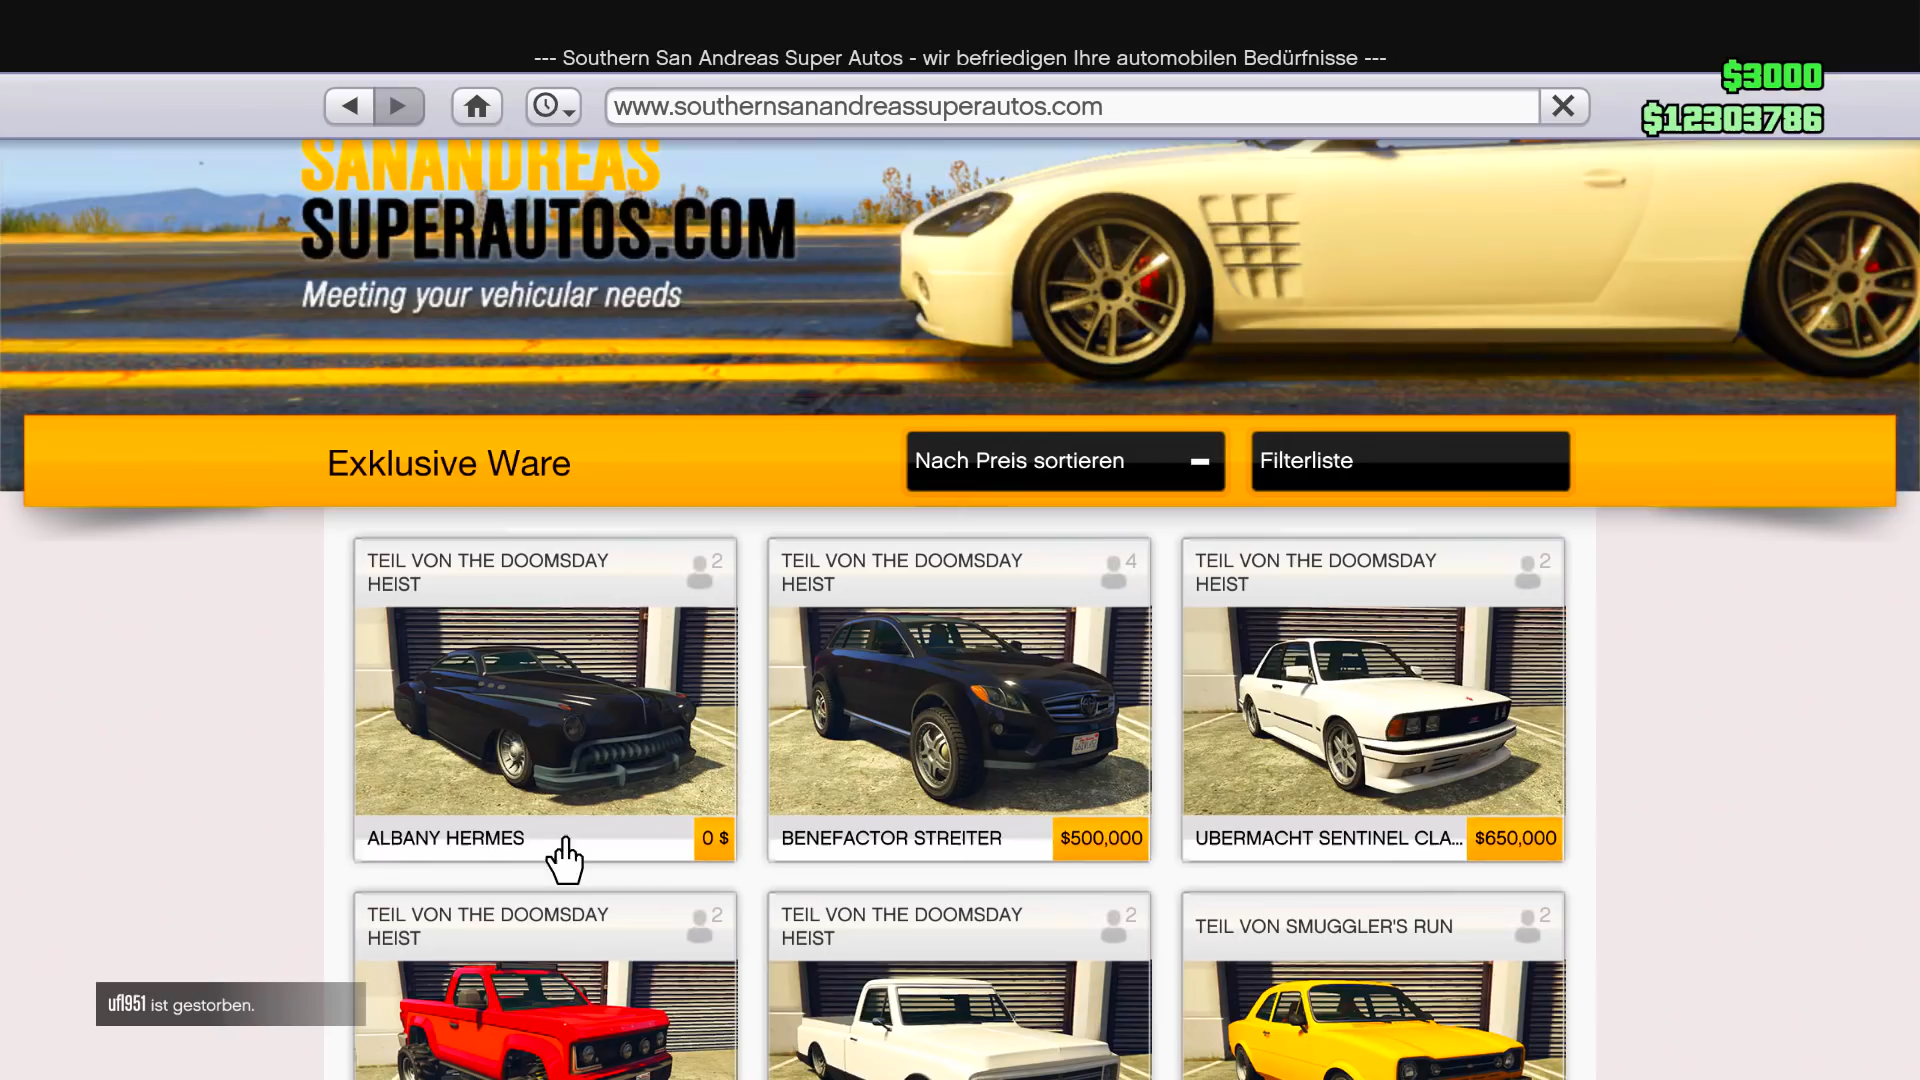 --- Southern San Andreas Super Autos - wir befriedigen Ihre automobilen Bedürfnisse ---
$3000
www.southernsanandreassuperautos.com
$12303786
SANANDREAS
SUPERAUTOS.COM
Meeting your vehicular needs
Exklusive Ware
Nach Preis sortieren
Filterliste
TEIL VON THE DOOMSDAY
HEIST
2
TEIL VON THE DOOMSDAY
HEIST
4
TEIL VON THE DOOMSDAY
HEIST
2
ALBANY HERMES
0 $
BENEFACTOR STREITER
$500,000
UBERMACHT SENTINEL CLA...
$650,000
TEIL VON THE DOOMSDAY
HEIST
2
TEIL VON THE DOOMSDAY
HEIST
2
TEIL VON SMUGGLER'S RUN
2
ufl951 ist gestorben.